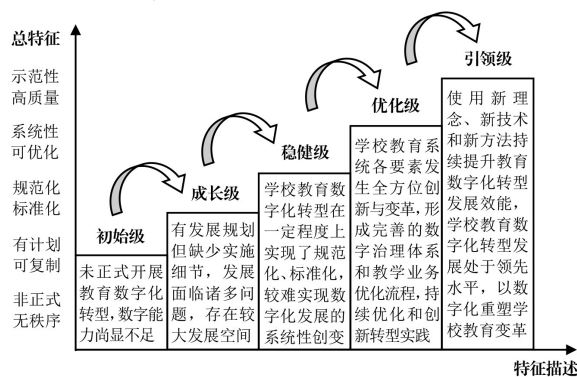 总特征
示范性
高质量
系统性
可优化
规范化
标准化
有计划
可复制
非正式
无秩序
初始级
未正式开展
教育数字化
转型，数字能
力尚显不足
成长级
有发展规划
但缺少实施
细节，发展
面临诸多问
题，存在较
大发展空间
稳健级
学校教育数
字化转型在
一定程度上
实现了规范
化、标准化，
较难实现数
字化发展的
系统性创变
优化级
学校教育系
统各要素发
生全方位创
新与变革，形
成完善的数
字治理体系
和教学业务
优化流程，持
续优化和创
新转型实践
引领级
使用新理
念、新技术
和新方法持
续提升教育
数字化转型
发展效能，
学校教育数
字化转型发
展处于领先
水平，以数
字化重塑学
校教育变革
特征描述